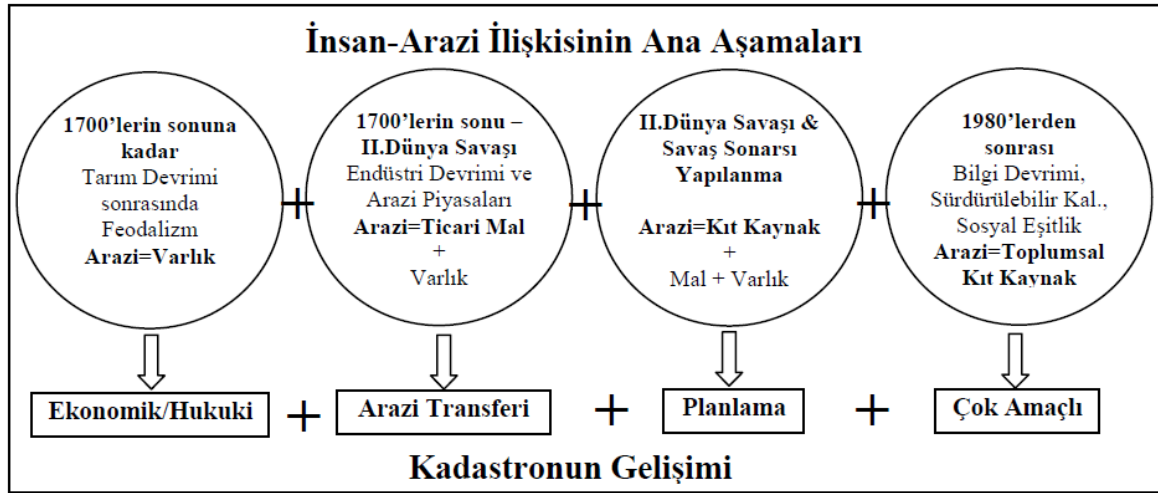 İnsan-Arazi İlişkisinin Ana Aşamaları
1700’lerin sonuna
kadar
Tarım Devrimi
sonrasında
Feodalizm
Arazi=Varlık
+
1700’lerin sonu –
II.Dünya Savaşı
Endüstri Devrimi ve
Arazi Piyasaları
Arazi=Ticari Mal
+
Varlık
+
II.Dünya Savaşı &
Savaş Sonarsı
Yapılanma
Arazi=Kıt Kaynak
+
Mal + Varlık
+
1980’lerden
sonrası
Bilgi Devrimi,
Sürdürülebilir Kal.,
Sosyal Eşitlik
Arazi=Toplumsal
Kıt Kaynak
Ekonomik/Hukuki + Arazi Transferi + Planlama + Çok Amaçlı
Kadastronun Gelişimi